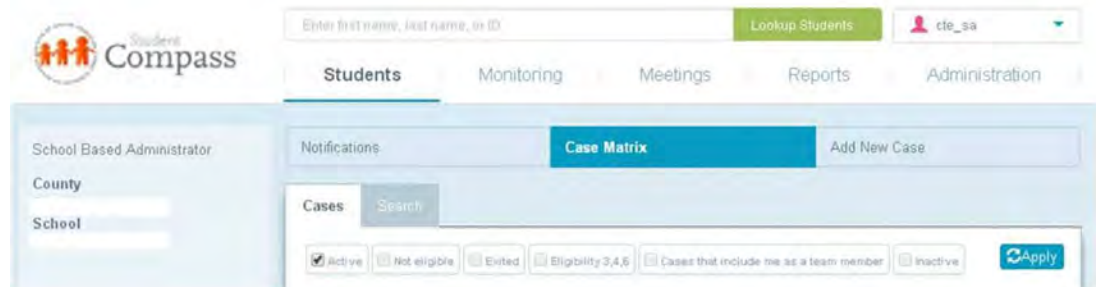 Student
Compass
Enter first name, last name, or ID
Lookup Students
cte_sa
Students Monitoring Meetings Reports Administration
School Based Administrator
County
School
Notifications Case Matrix Add New Case
Cases Search
Active Not eligible Exited Eligibility 3,4,6 Cases that include me as a team member Inactive Apply